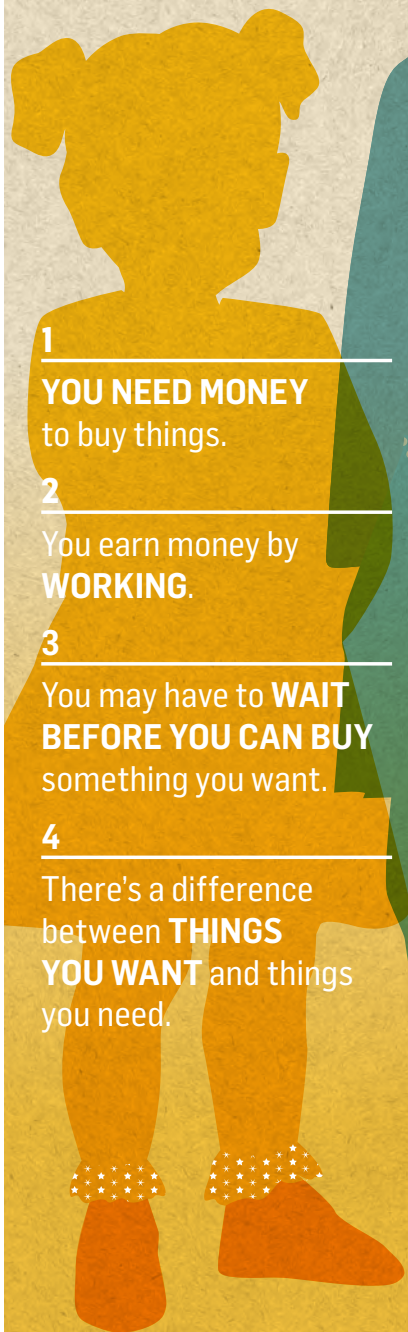 1
YOU NEED MONEY
to buy things.
2
You earn money by
WORKING.
3
You may have to WAIT
BEFORE YOU CAN BUY
something you want.
4
There's a difference
between THINGS
YOU WANT and things
you need.